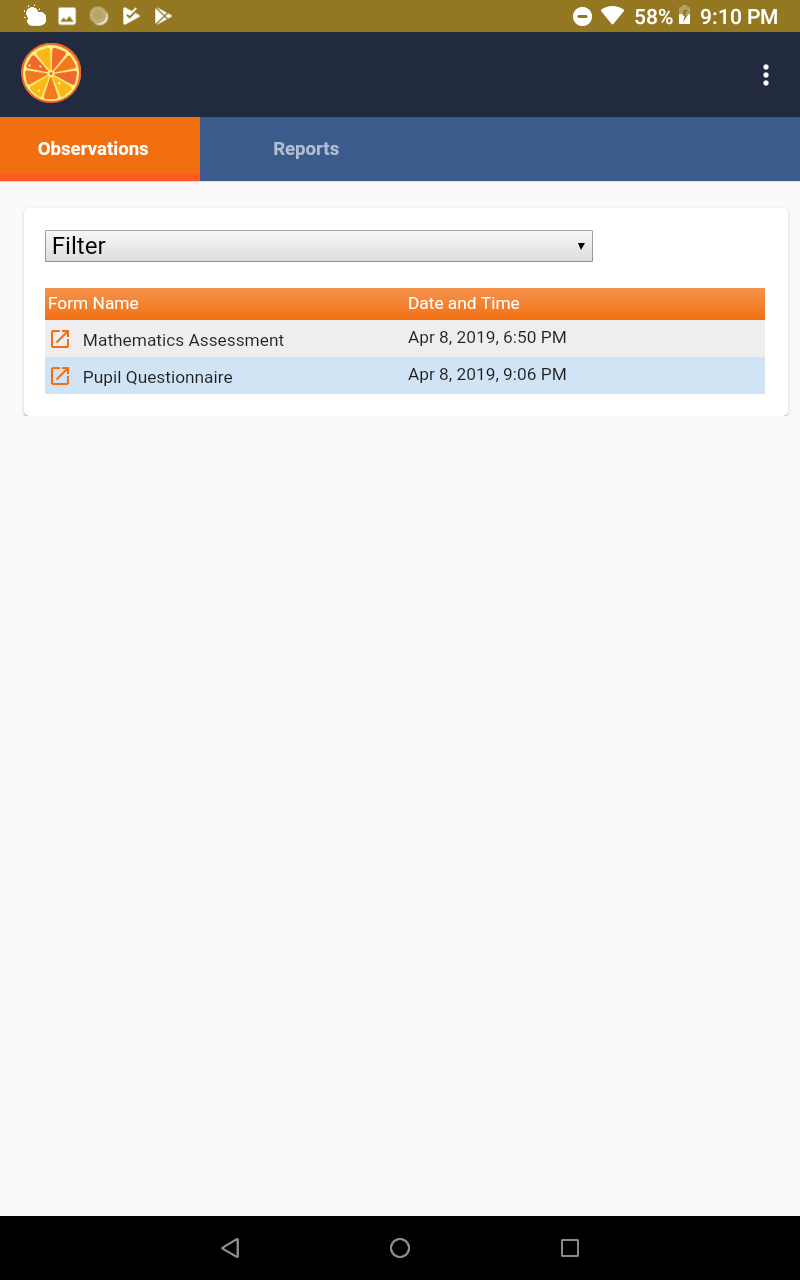 58% 9:10 PM
Observations Reports
Filter
Form Name Date and Time
Mathematics Assessment Apr 8, 2019, 6:50 PM
Pupil Questionnaire Apr 8, 2019, 9:06 PM